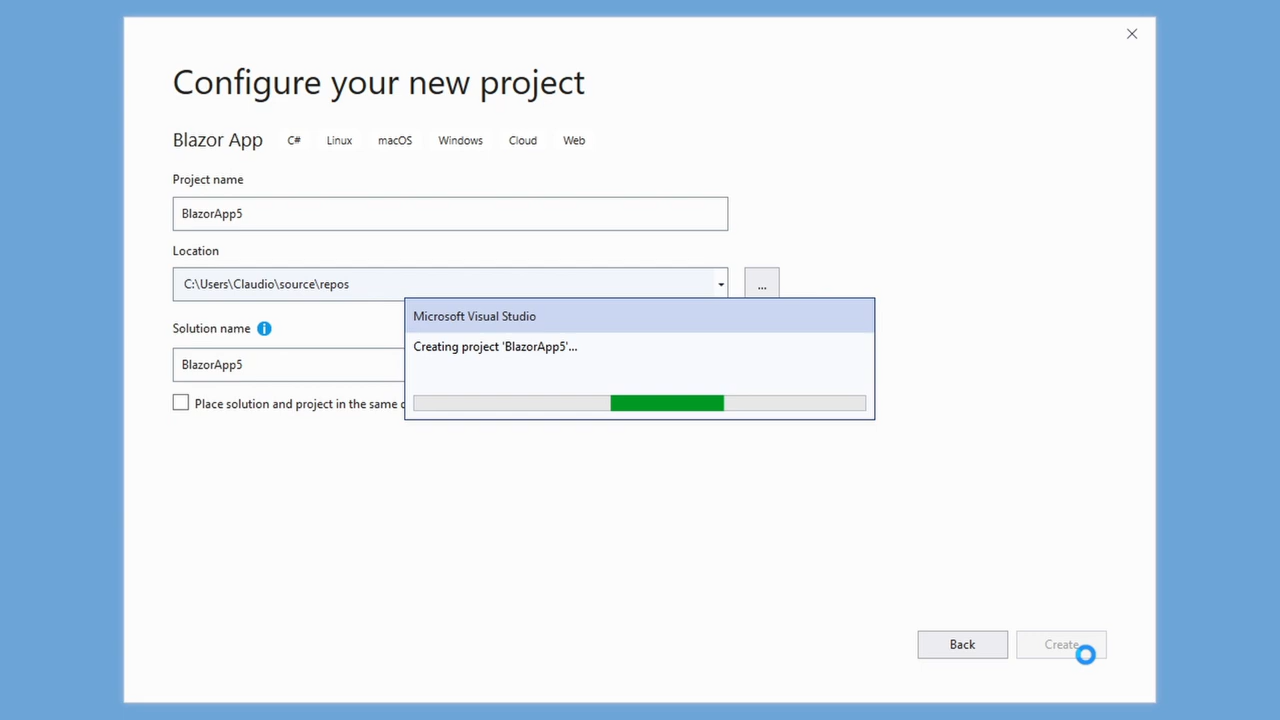 Configure your new project
Blazor App C# Linux macOS Windows Cloud Web
Project name
BlazorApp5
Location
C:\Users\Claudio\source\repos
...
Solution name
BlazorApp5
Place solution and project in the same
Microsoft Visual Studio
Creating project 'BlazorApp5'...
Back
Create